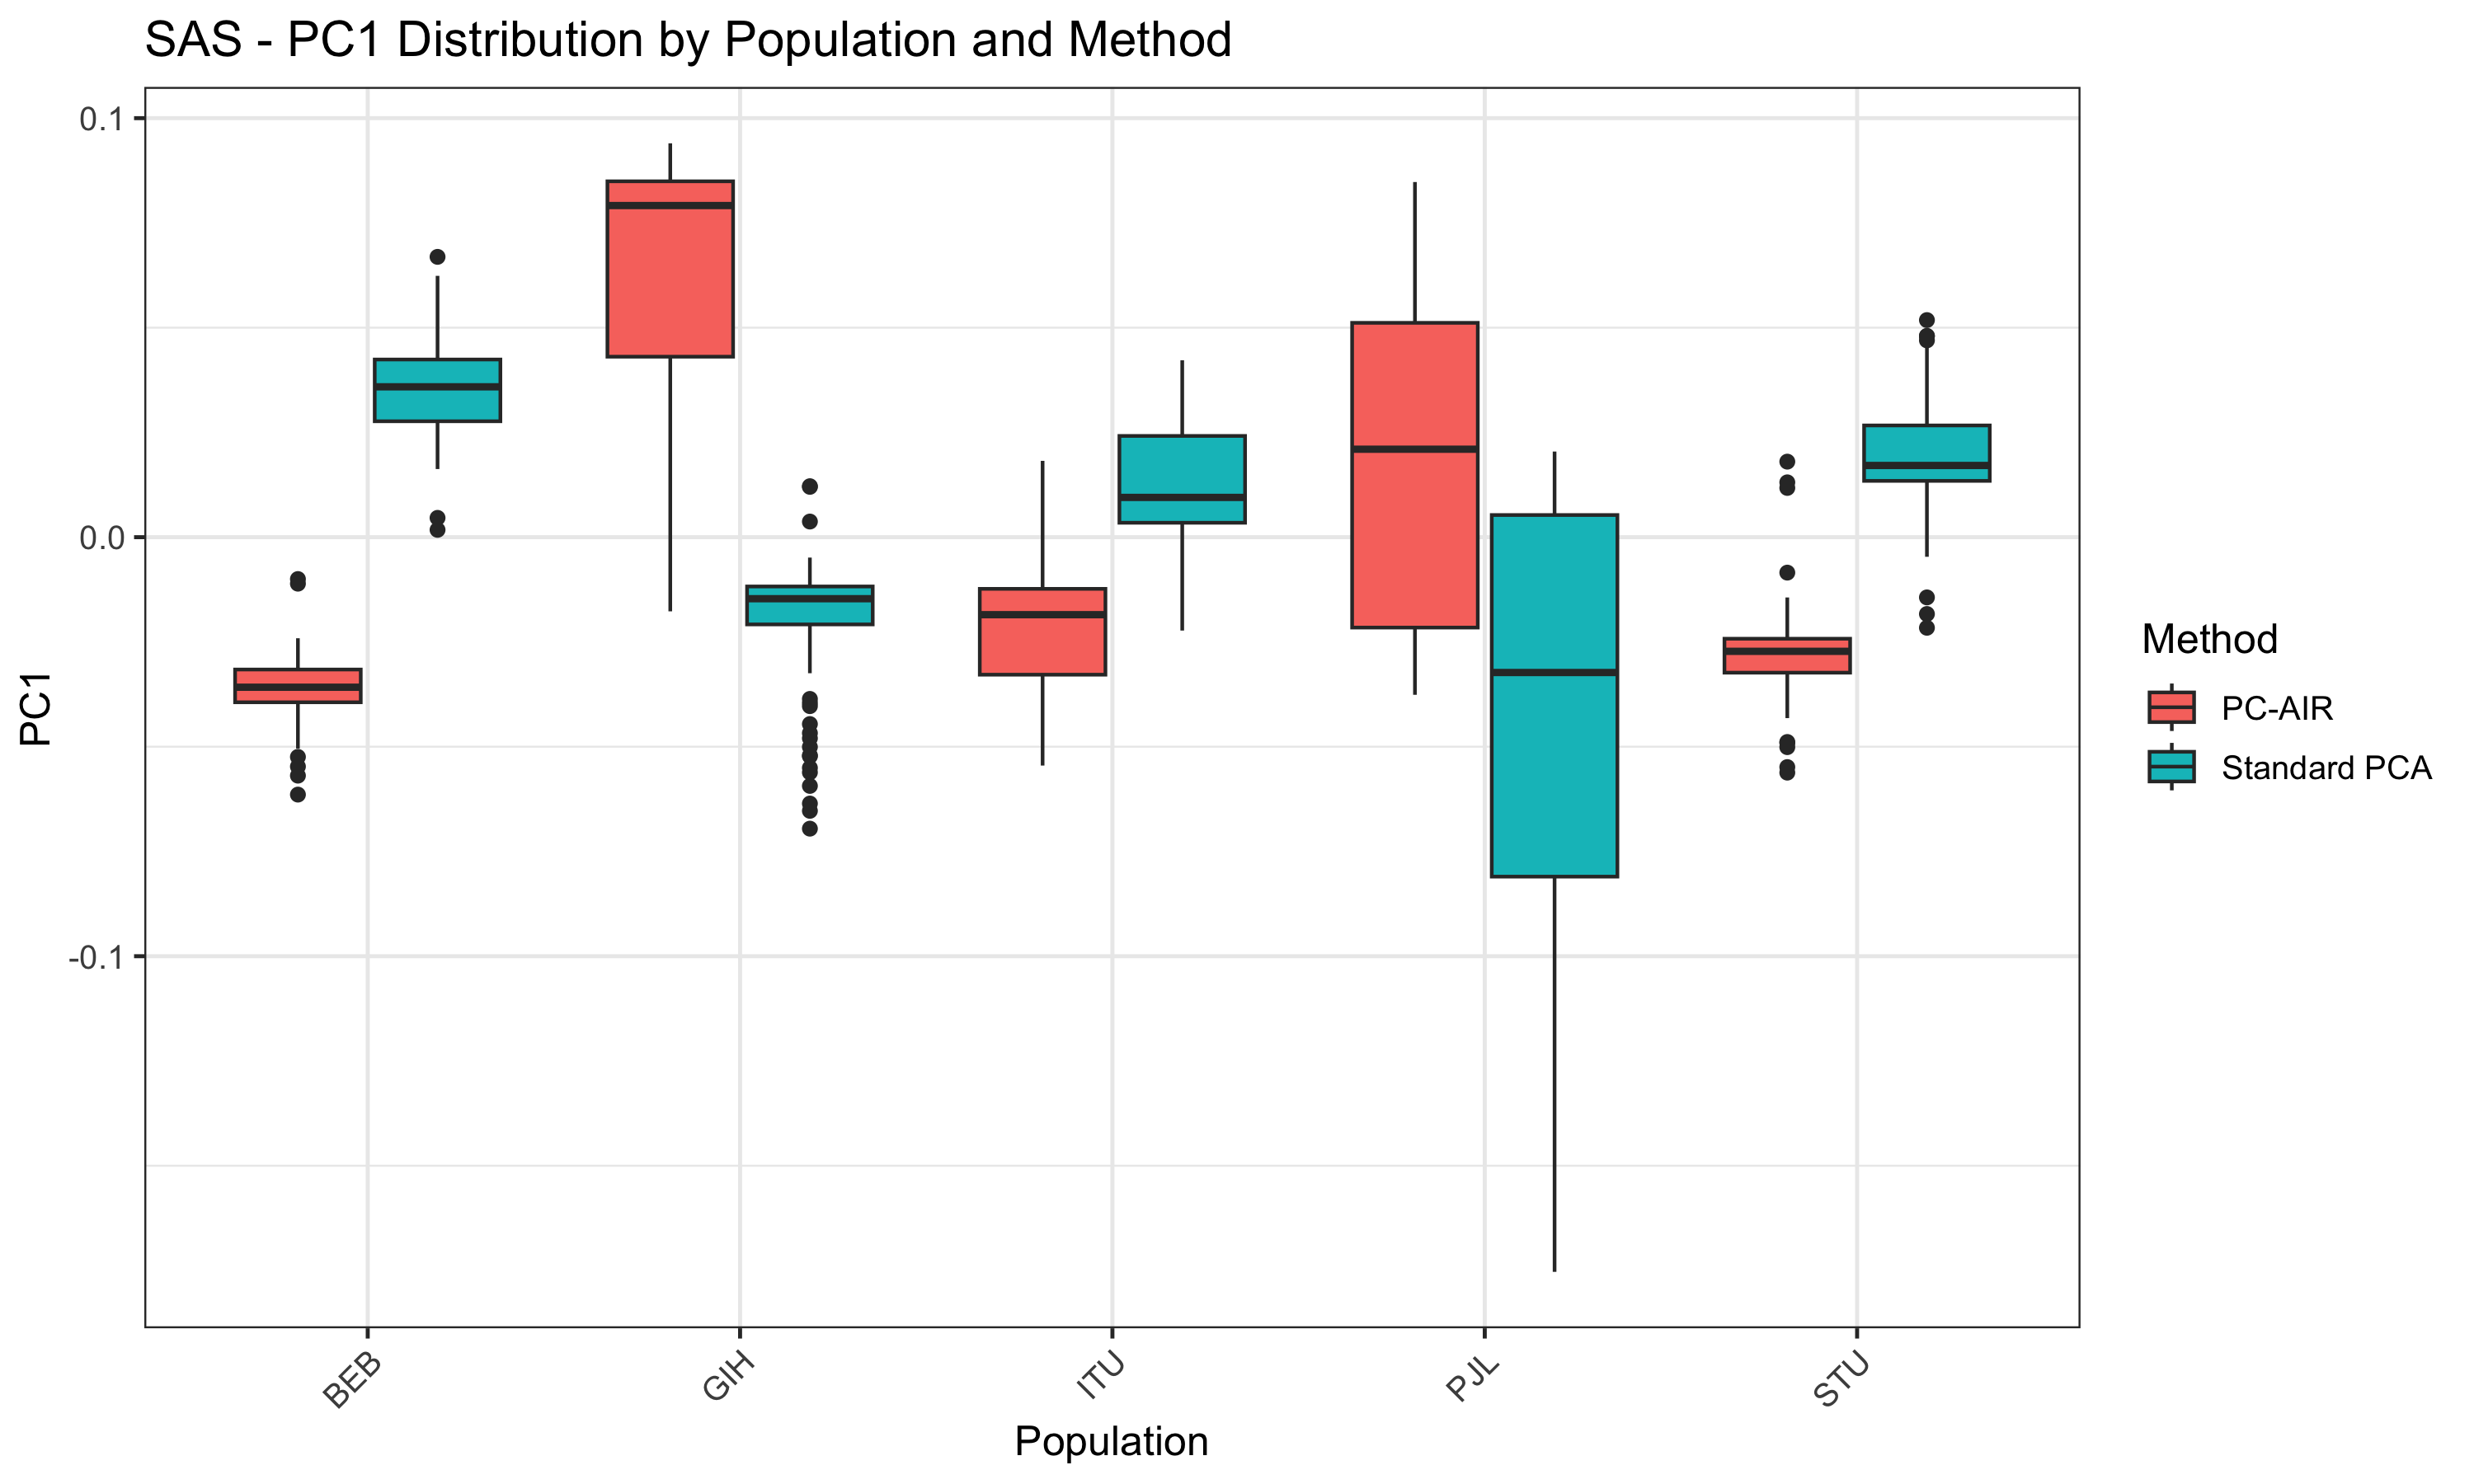 SAS - PC1 Distribution by Population and Method
0.1
0.0
-0.1
PC1
BEB
GIH
ITU
PJL
STU
Population
Method
PC-AIR
Standard PCA